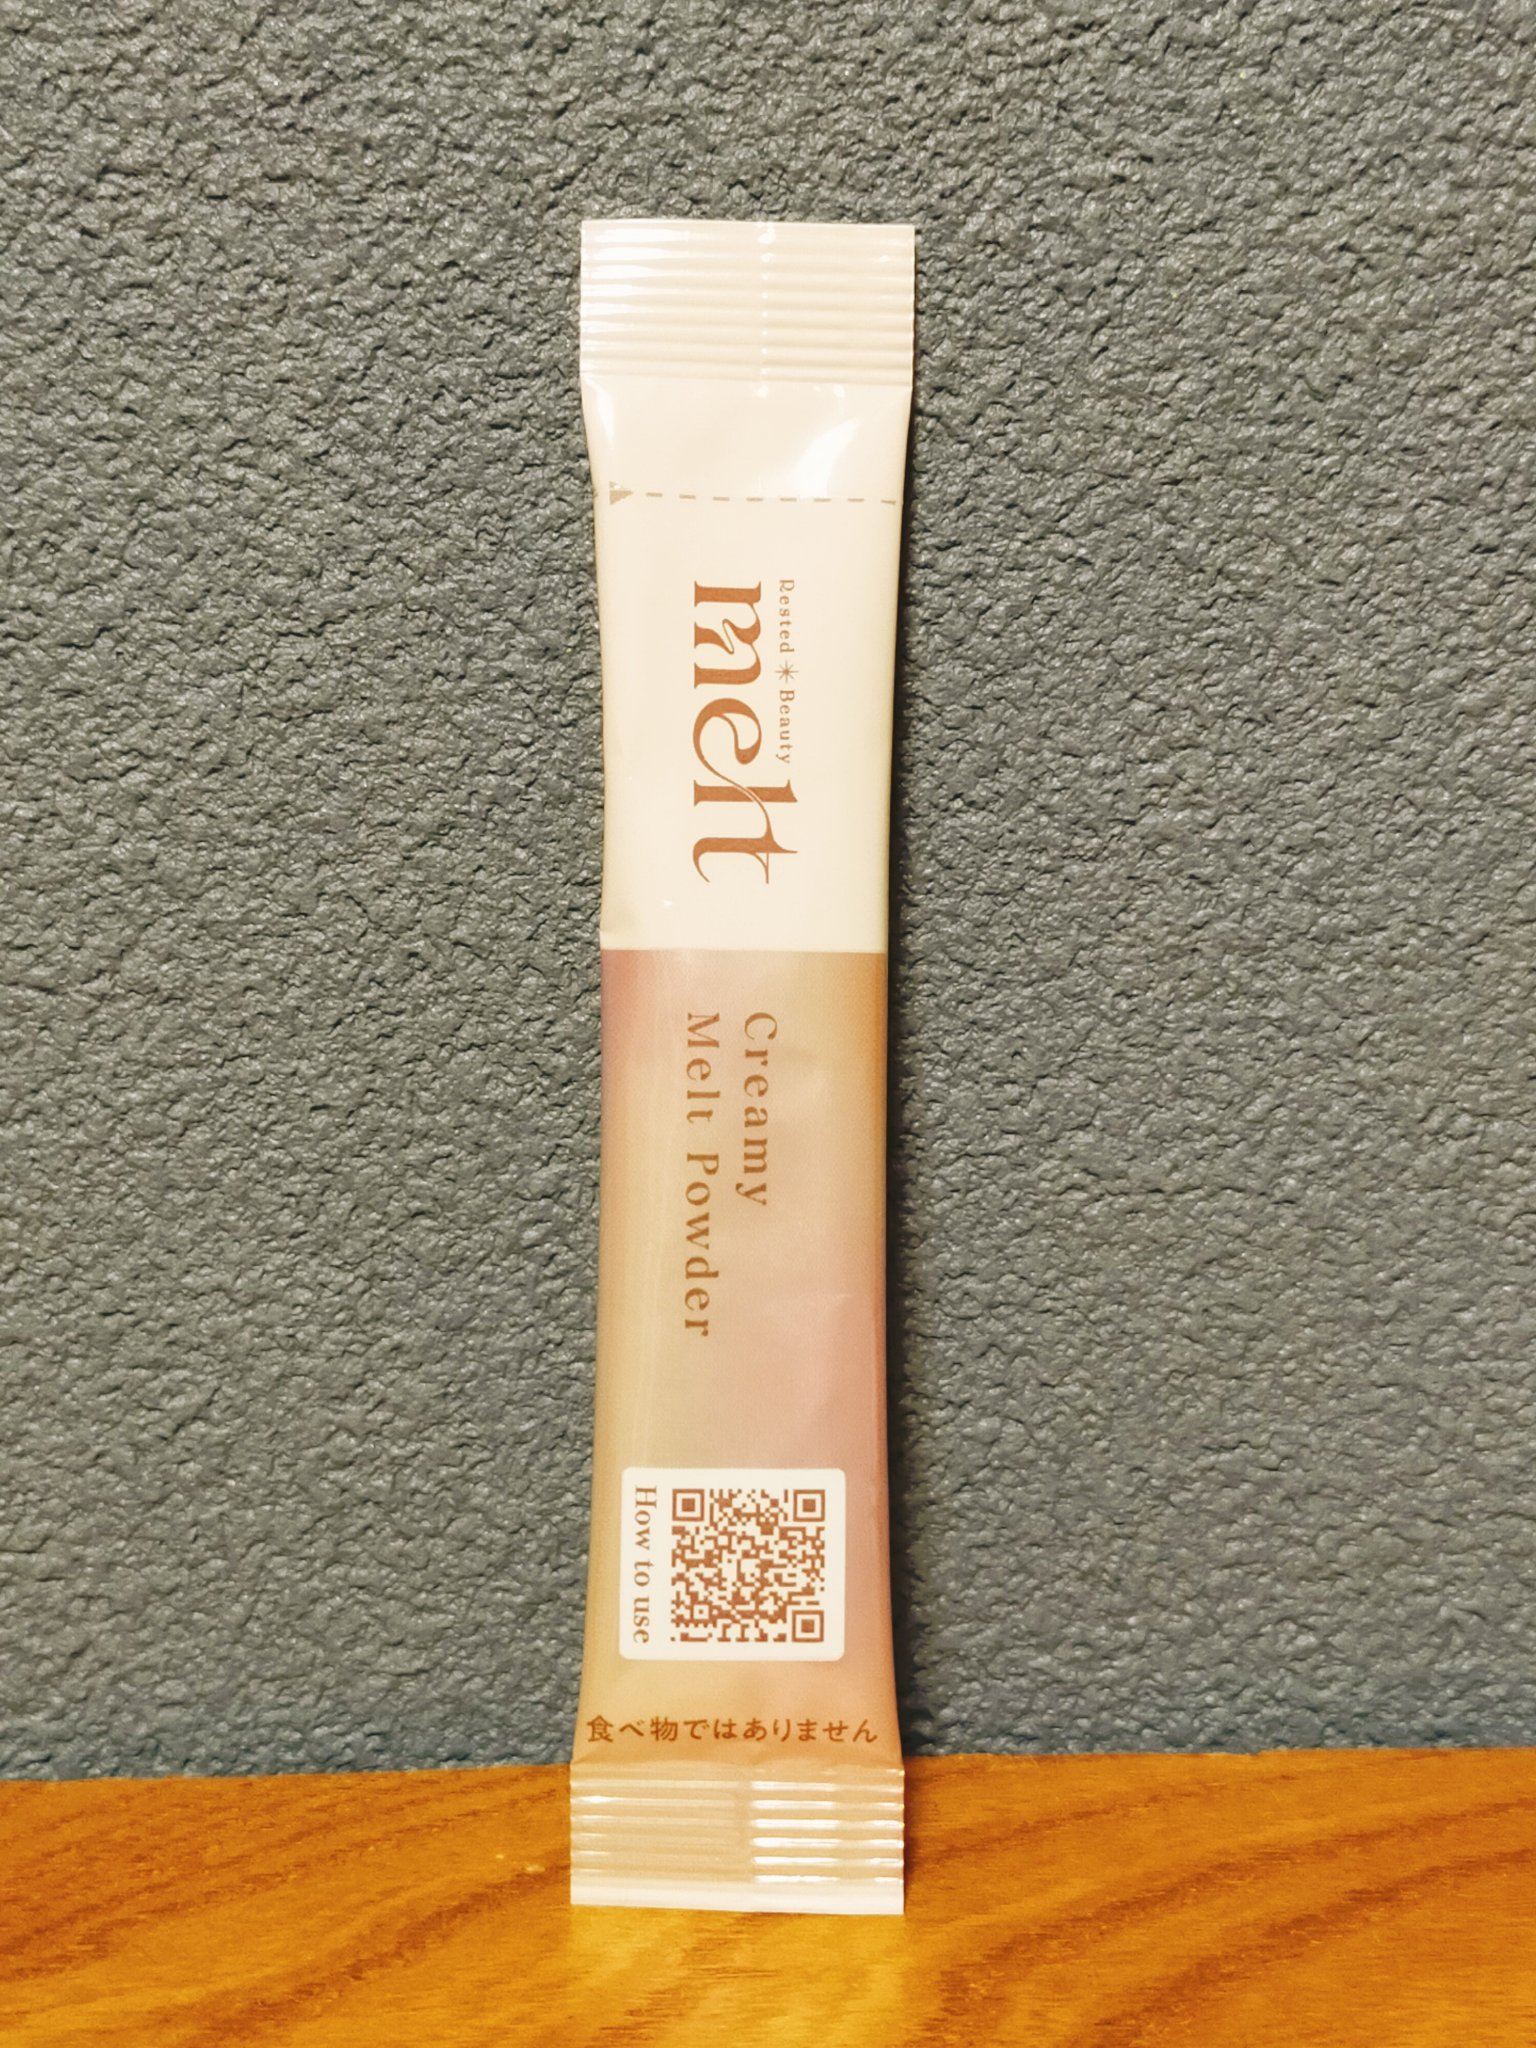 Rested Beauty
melt
Creamy
Melt Powder
How to use
食べ物ではありません